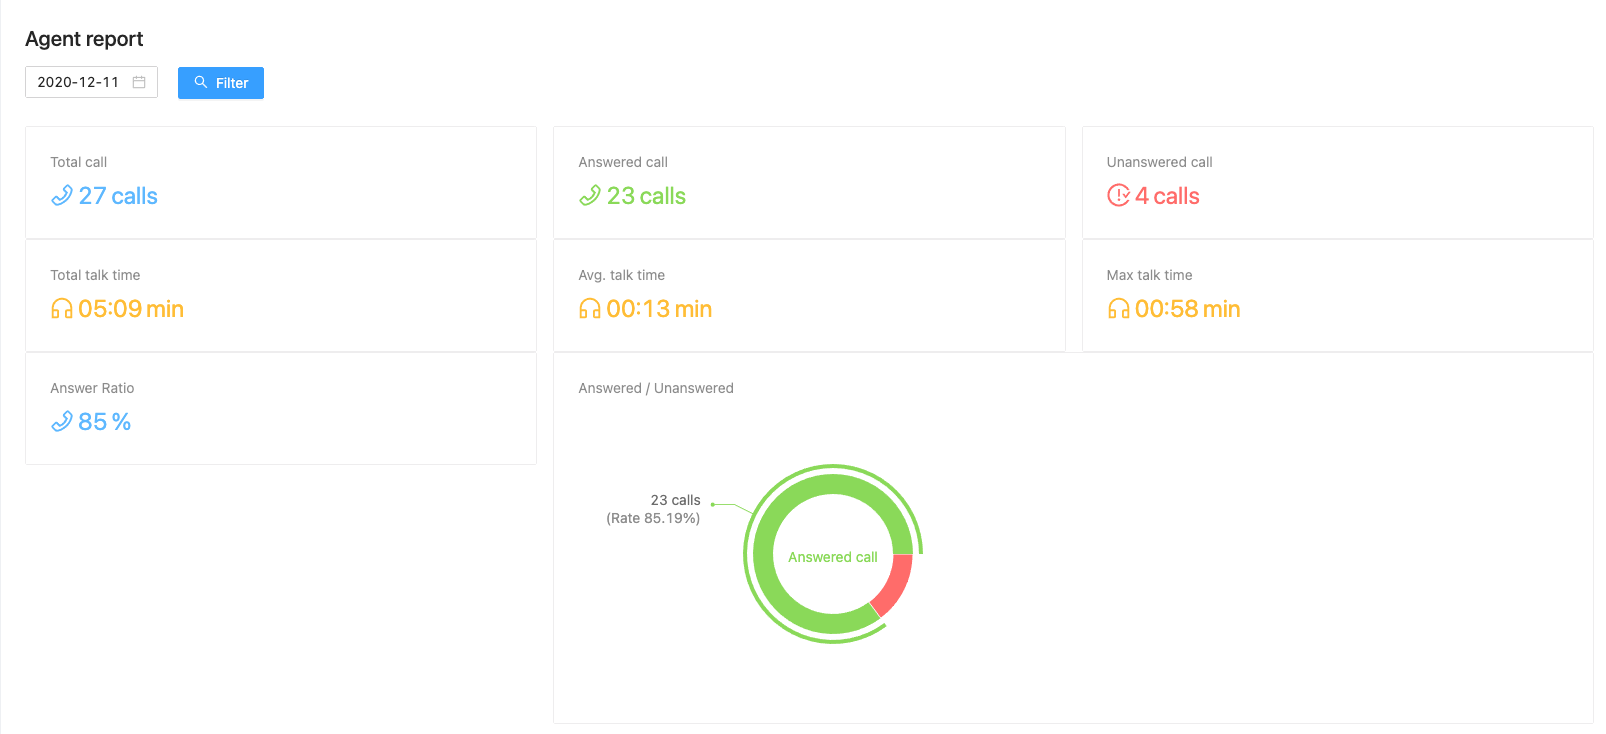 Agent report
2020-12-11
Filter
Total call
27 calls
Answered call
23 calls
Unanswered call
4 calls
Total talk time
05:09 min
Avg. talk time
00:13 min
Max talk time
00:58 min
Answer Ratio
85 %
Answered / Unanswered
23 calls
(Rate 85.19%)
Answered call